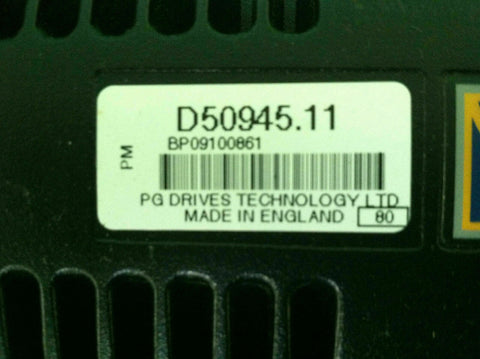 D50945.11
BP09100861
PM
PG DRIVES TECHNOLOGY LTD
MADE IN ENGLAND 80